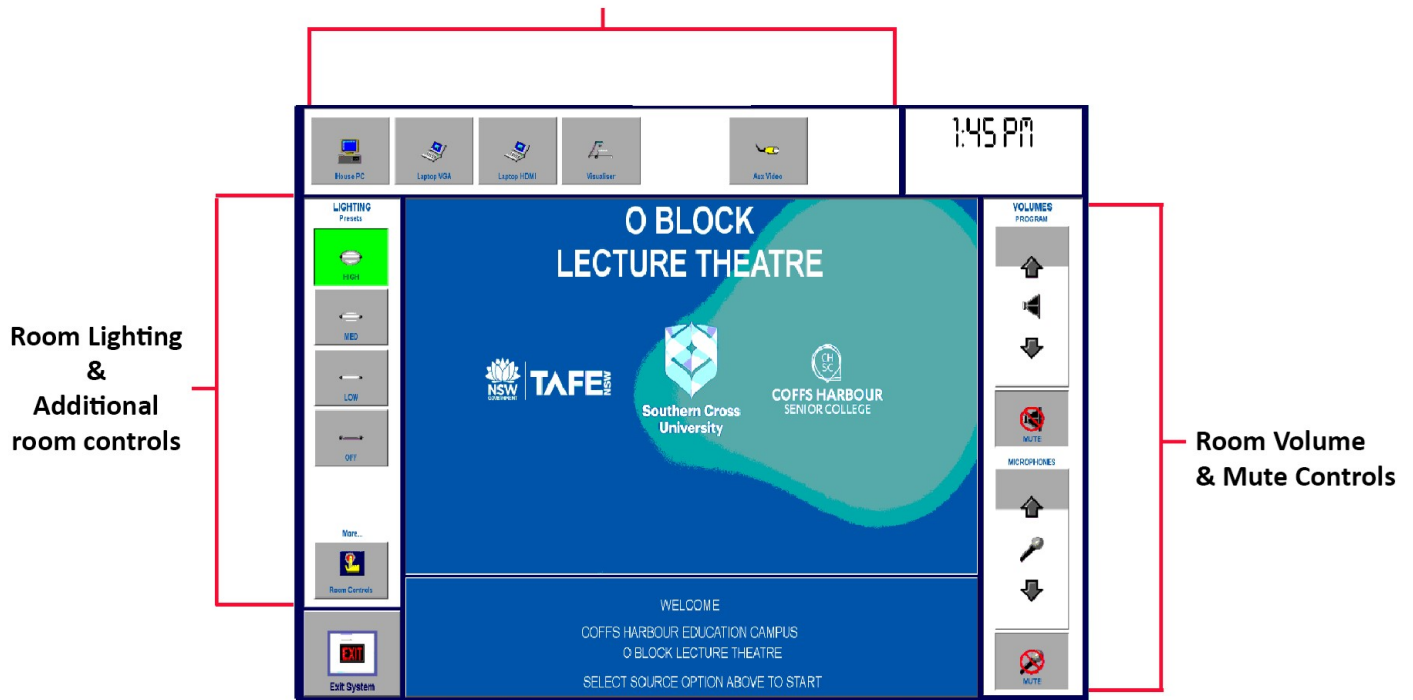 1:45 PM
House PC
Laptop VGA
Laptop HDMI
Visualiser
Aux Video
Room Lighting
&
Additional
room controls
LIGHTING
Presets
HIGH
MED
LOW
OFF
More...
Room Controls
EXIT
Exit System
O BLOCK
LECTURE THEATRE
NSW
GOVERNMENT
TAFE
NSW
Southern Cross
University
CH
SC
COFFS HARBOUR
SENIOR COLLEGE
WELCOME
COFFS HARBOUR EDUCATION CAMPUS
O BLOCK LECTURE THEATRE
SELECT SOURCE OPTION ABOVE TO START
VOLUMES
PROGRAM
MUTE
MICROPHONES
MUTE
Room Volume
& Mute Controls